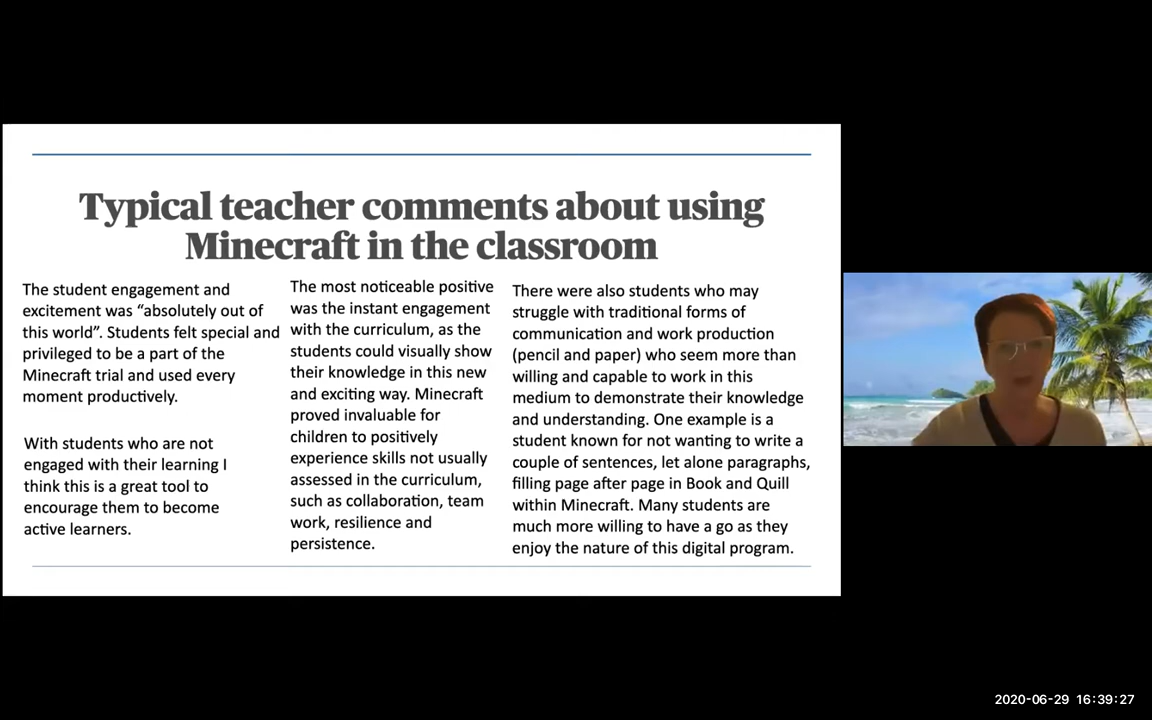 Typical teacher comments about using
Minecraft in the classroom
The student engagement and
excitement was “absolutely out of
this world”. Students felt special and
privileged to be a part of the
Minecraft trial and used every
moment productively.
With students who are not
engaged with their learning I
think this is a great tool to
encourage them to become
active learners.
The most noticeable positive
was the instant engagement
with the curriculum, as the
students could visually show
their knowledge in this new
and exciting way. Minecraft
proved invaluable for
children to positively
experience skills not usually
assessed in the curriculum,
such as collaboration, team
work, resilience and
persistence.
There were also students who may
struggle with traditional forms of
communication and work production
(pencil and paper) who seem more than
willing and capable to work in this
medium to demonstrate their knowledge
and understanding. One example is a
student known for not wanting to write a
couple of sentences, let alone paragraphs,
filling page after page in Book and Quill
within Minecraft. Many students are
much more willing to have a go as they
enjoy the nature of this digital program.
2020-06-29 16:39:27